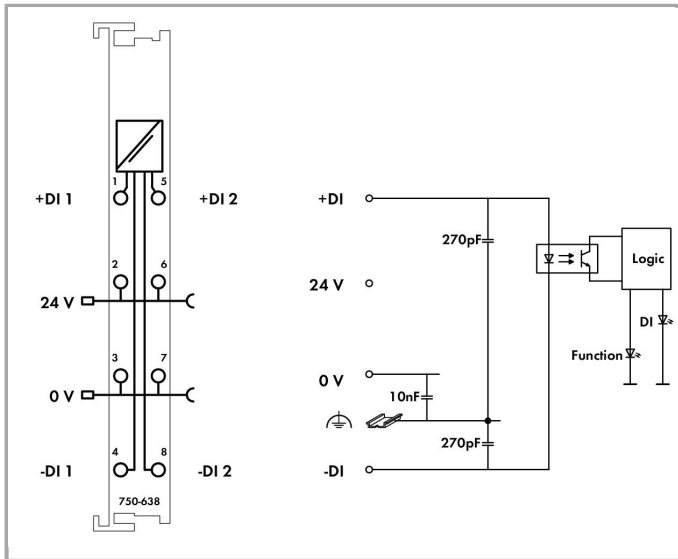 1 5
+DI 1 +DI 2
2 6
24 V
3 7
0 V
4 8
-DI 1 -DI 2
750-638
+DI
270pF
Logic
24 V
DI
Function
0 V
10nF
270pF
-DI